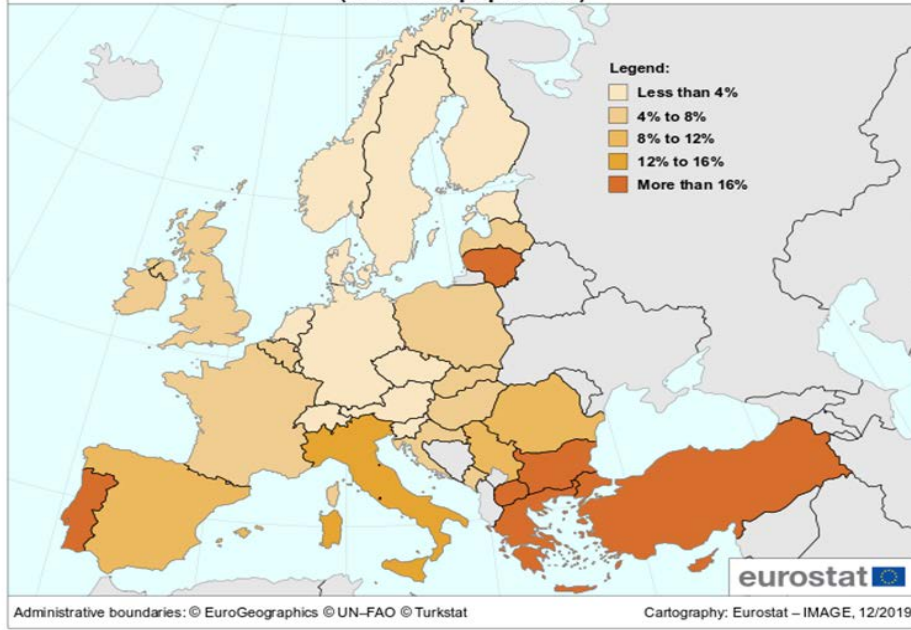 Legend:
Less than 4%
4% to 8%
8% to 12%
12% to 16%
More than 16%
eurostat
Administrative boundaries: © EuroGeographics © UN–FAO © Turkstat
Cartography: Eurostat – IMAGE, 12/2019